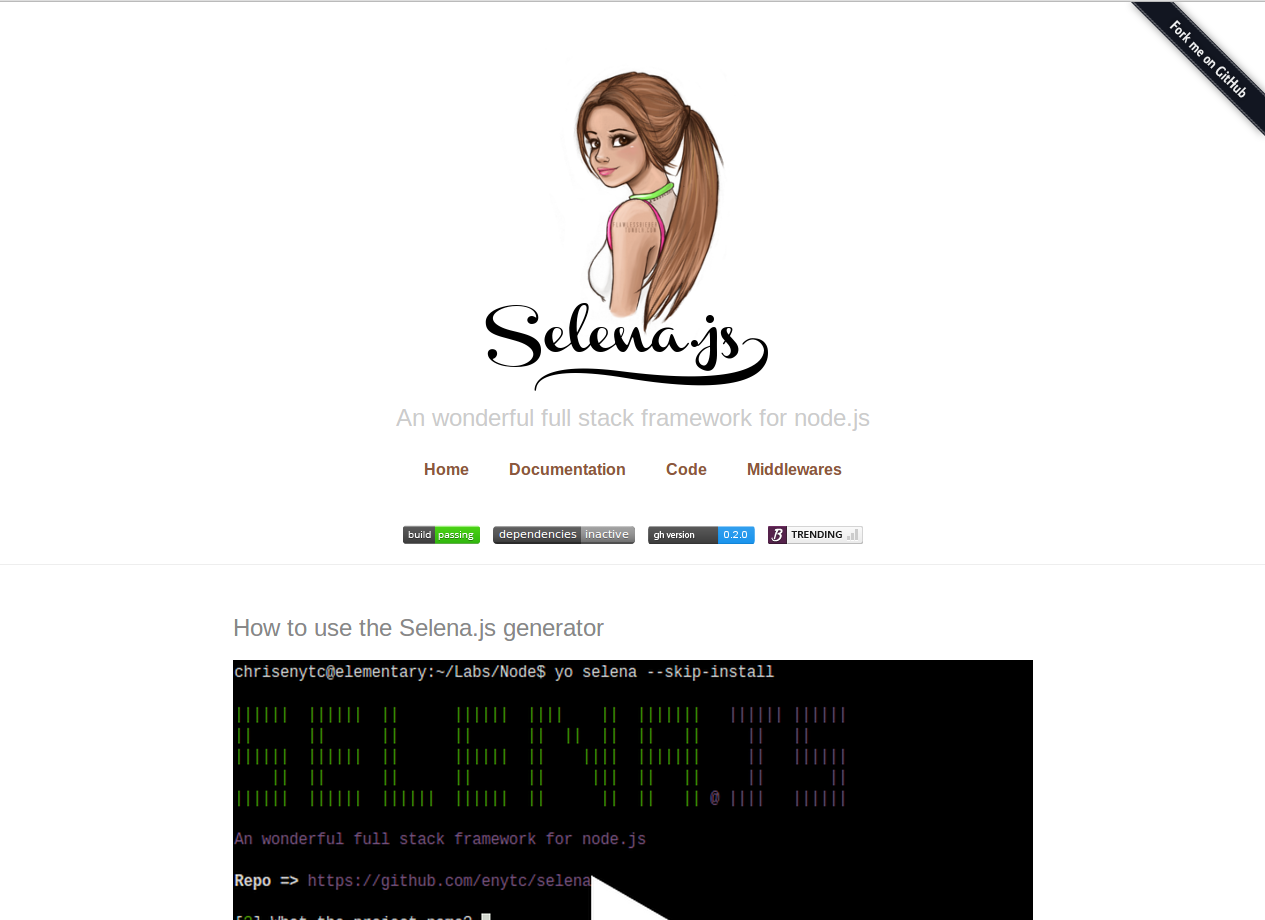 Fork me on GitHub
Selena.js
An wonderful full stack framework for node.js
Home Documentation Code Middlewares
build passing dependencies inactive gh version 0.2.0 B TRENDING
How to use the Selena.js generator
chrisenytc@elementary:~/Labs/Node$ yo selena --skip-install
SELENA@JS
An wonderful full stack framework for node.js
Repo => https://github.com/enytc/selena
[?] What the project name?